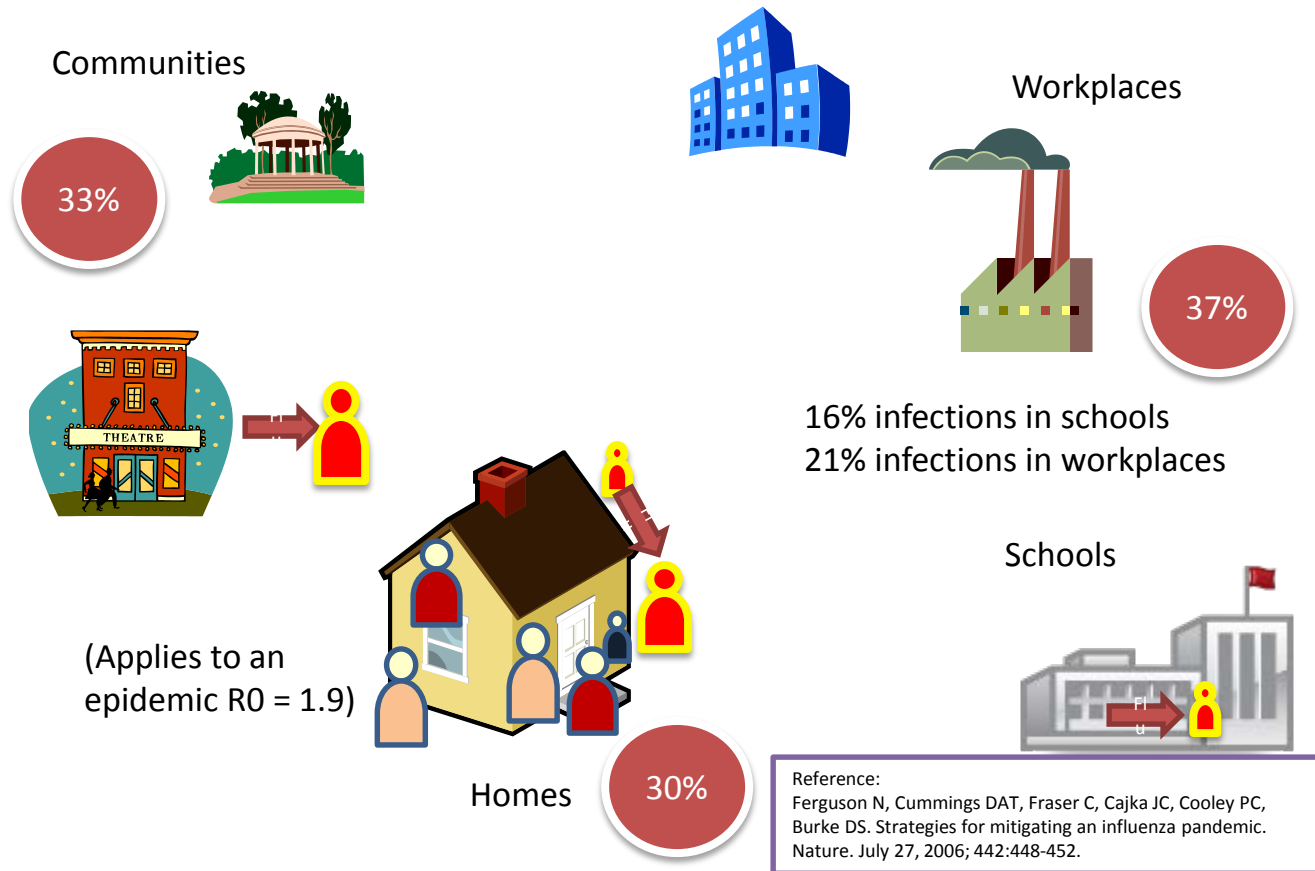 Communities
33%
THEATRE
Workplaces
37%
16% infections in schools
21% infections in workplaces
Schools
Fl
u
(Applies to an
epidemic R0 = 1.9)
Homes
30%
Reference:
Ferguson N, Cummings DAT, Fraser C, Cajka JC, Cooley PC,
Burke DS. Strategies for mitigating an influenza pandemic.
Nature. July 27, 2006; 442:448-452.